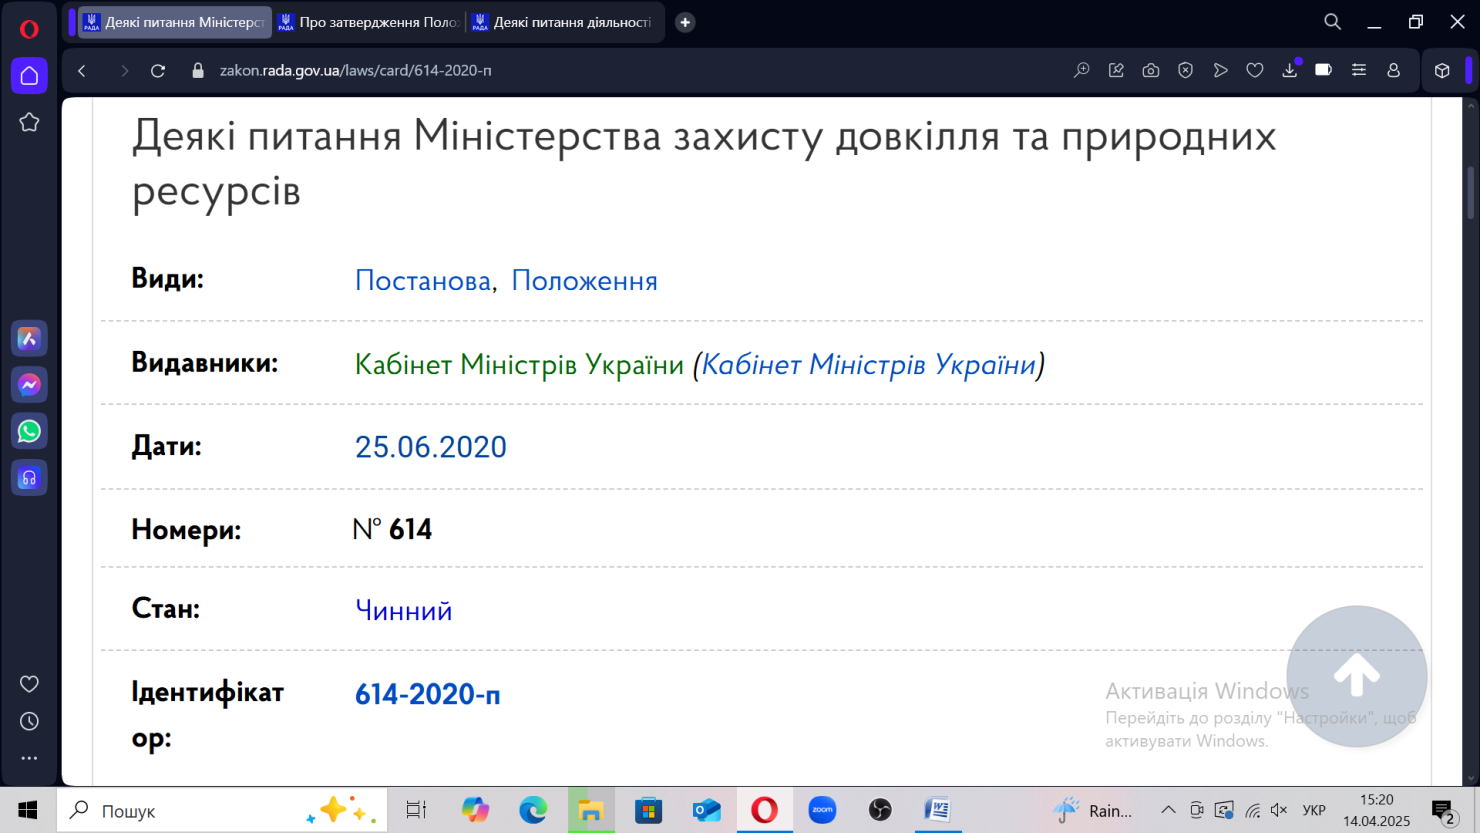 Деякі питання Міністерст
Про затвердження Поло
Деякі питання діяльності
zakon.rada.gov.ua/laws/card/614-2020-п
Деякі питання Міністерства захисту довкілля та природних
ресурсів
Види: Постанова, Положення
Видавники: Кабінет Міністрів України (Кабінет Міністрів України)
Дати: 25.06.2020
Номери: № 614
Стан: Чинний
Ідентифікат
ор: 614-2020-п
Активація Windows
Перейдіть до розділу "Настройки", щоб
активувати Windows.
Пошук
zoom
Rain...
УКР
15:20
14.04.2025
2